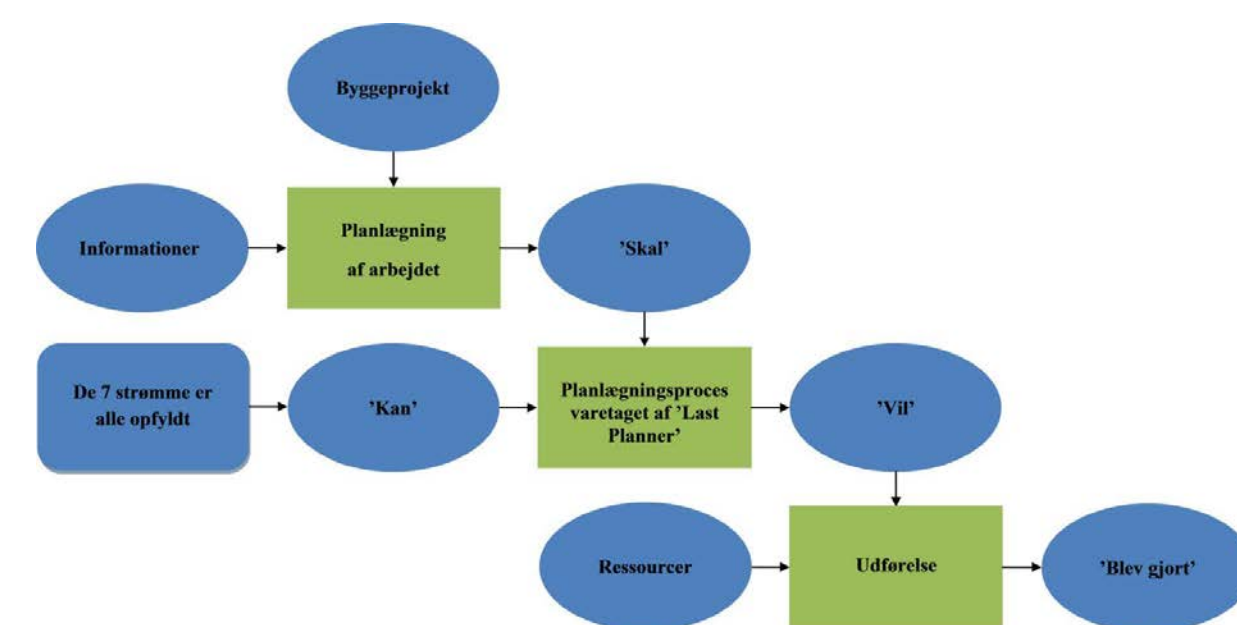 Byggeprojekt
Informationer
Planlægning
af arbejdet
’Skal’
De 7 strømme er
alle opfyldt
’Kan’
Planlægningsproces
varetaget af ’Last
Planner’
’Vil’
Ressourcer
Udførelse
’Blev gjort’